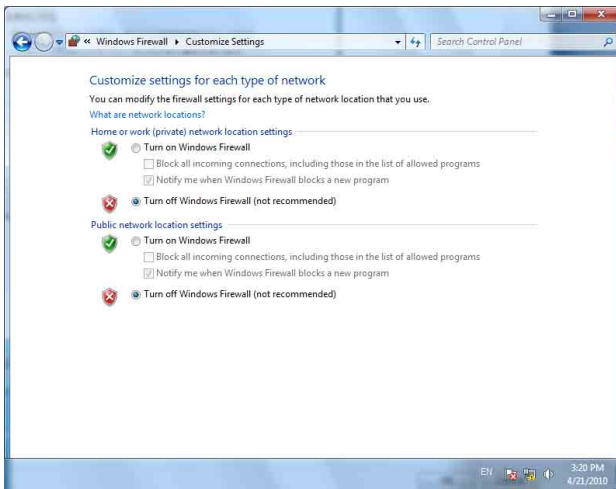 « Windows Firewall ▸ Customize Settings
Search Control Panel
Customize settings for each type of network
You can modify the firewall settings for each type of network location that you use.
What are network locations?
Home or work (private) network location settings
Turn on Windows Firewall
Block all incoming connections, including those in the list of allowed programs
Notify me when Windows Firewall blocks a new program
Turn off Windows Firewall (not recommended)
Public network location settings
Turn on Windows Firewall
Block all incoming connections, including those in the list of allowed programs
Notify me when Windows Firewall blocks a new program
Turn off Windows Firewall (not recommended)
EN
3:20 PM
4/21/2010